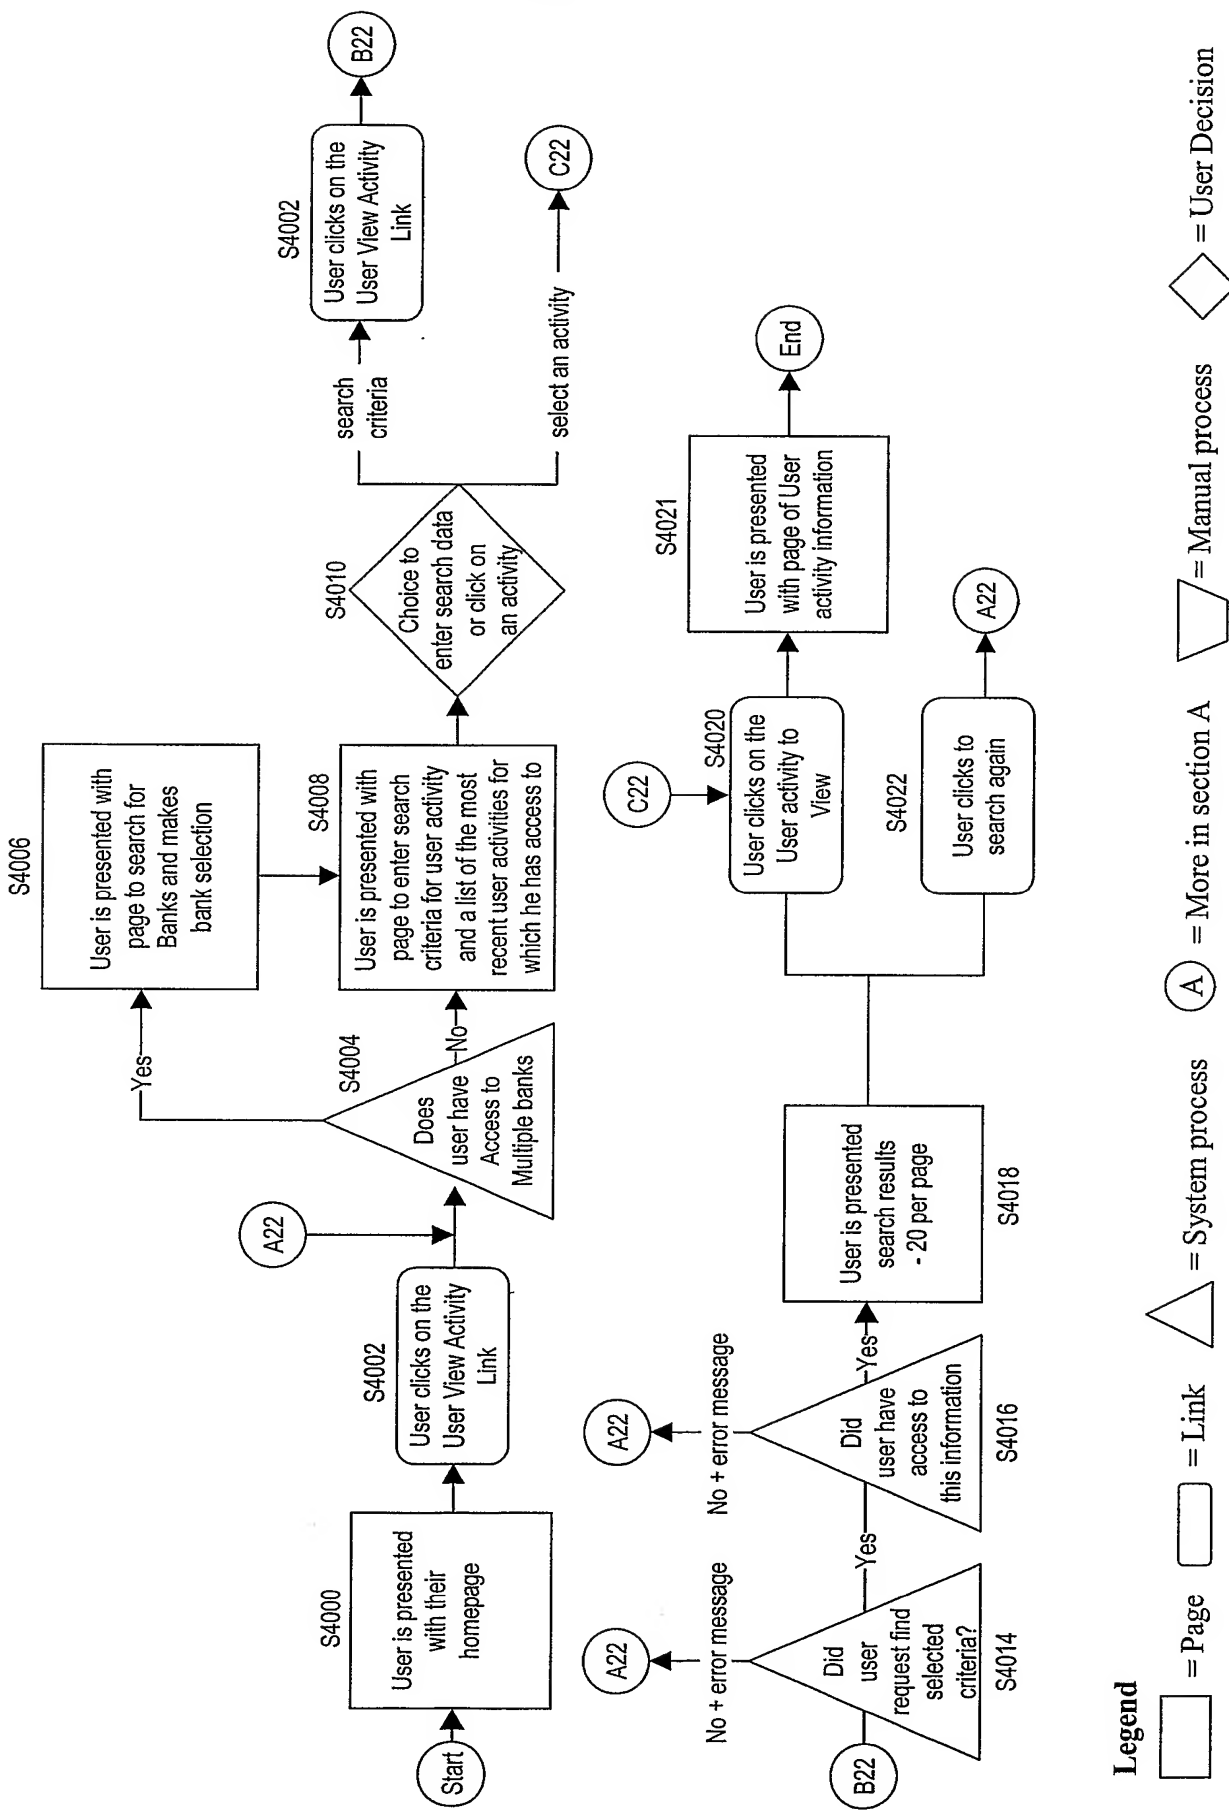 Start
S4000
User is presented
with their
homepage
S4002
User clicks on the
User View Activity
Link
A22
S4004
Does
user have
Access to
Multiple banks
Yes
No
S4006
User is presented with
page to search for
Banks and makes
bank selection
S4008
User is presented with
page to enter search
criteria for user activity
and a list of the most
recent user activities for
which he has access to
S4010
Choice to
enter search data
or click on
an activity
search
criteria
S4002
User clicks on the
User View Activity
Link
B22
select an activity
C22
B22
Did
user
request find
selected
criteria?
S4014
No + error message
A22
Yes
Did
user have
access to
this information
S4016
No + error message
A22
Yes
User is presented
search results
- 20 per page
S4018
C22
S4020
User clicks on the
User activity to
View
S4021
User is presented
with page of User
activity information
End
S4022
User clicks to
search again
A22
Legend
= Page
= Link
= System process
A
= More in section A
= Manual process
= User Decision